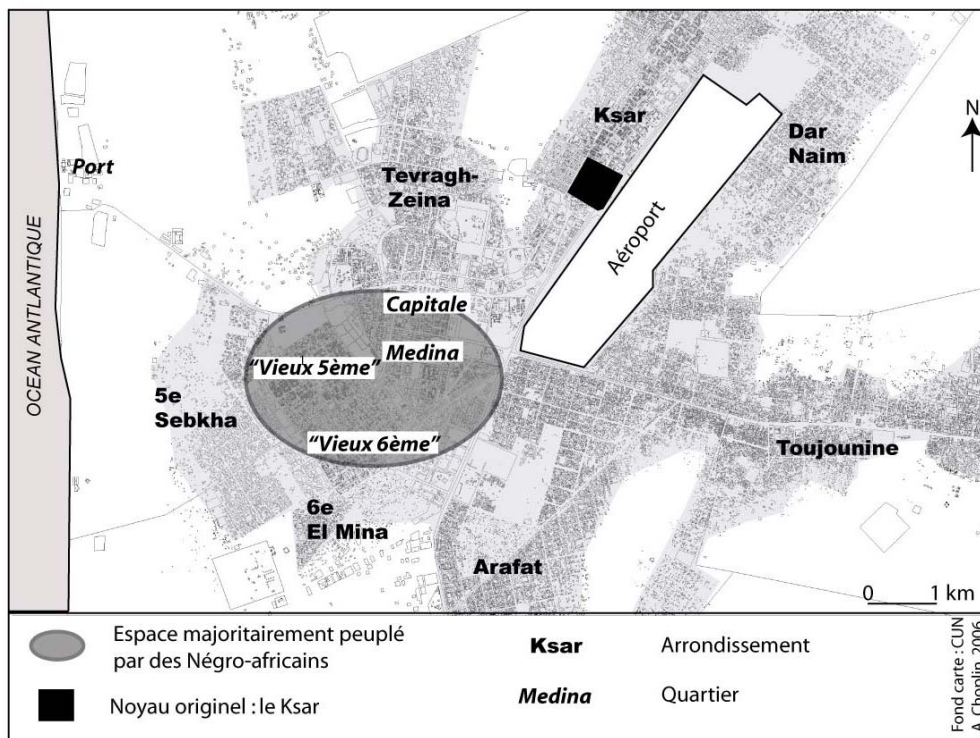 Ksar
N
Dar
Naim
Port
Tevragh-
Zeina
Aéroport
OCEAN ANTLANTIQUE
Capitale
Medina
“Vieux 5ème”
5e
Sebkha
“Vieux 6ème”
Toujounine
6e
El Mina
Arafat
0 1 km
Espace majoritairement peuplé
par des Négro-africains
Ksar Arrondissement
Noyau originel : le Ksar
Medina Quartier
Fond carte : CUN
A. Choplin, 2006